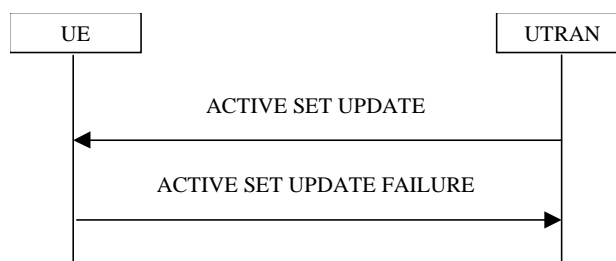 UE
UTRAN
ACTIVE SET UPDATE
ACTIVE SET UPDATE FAILURE